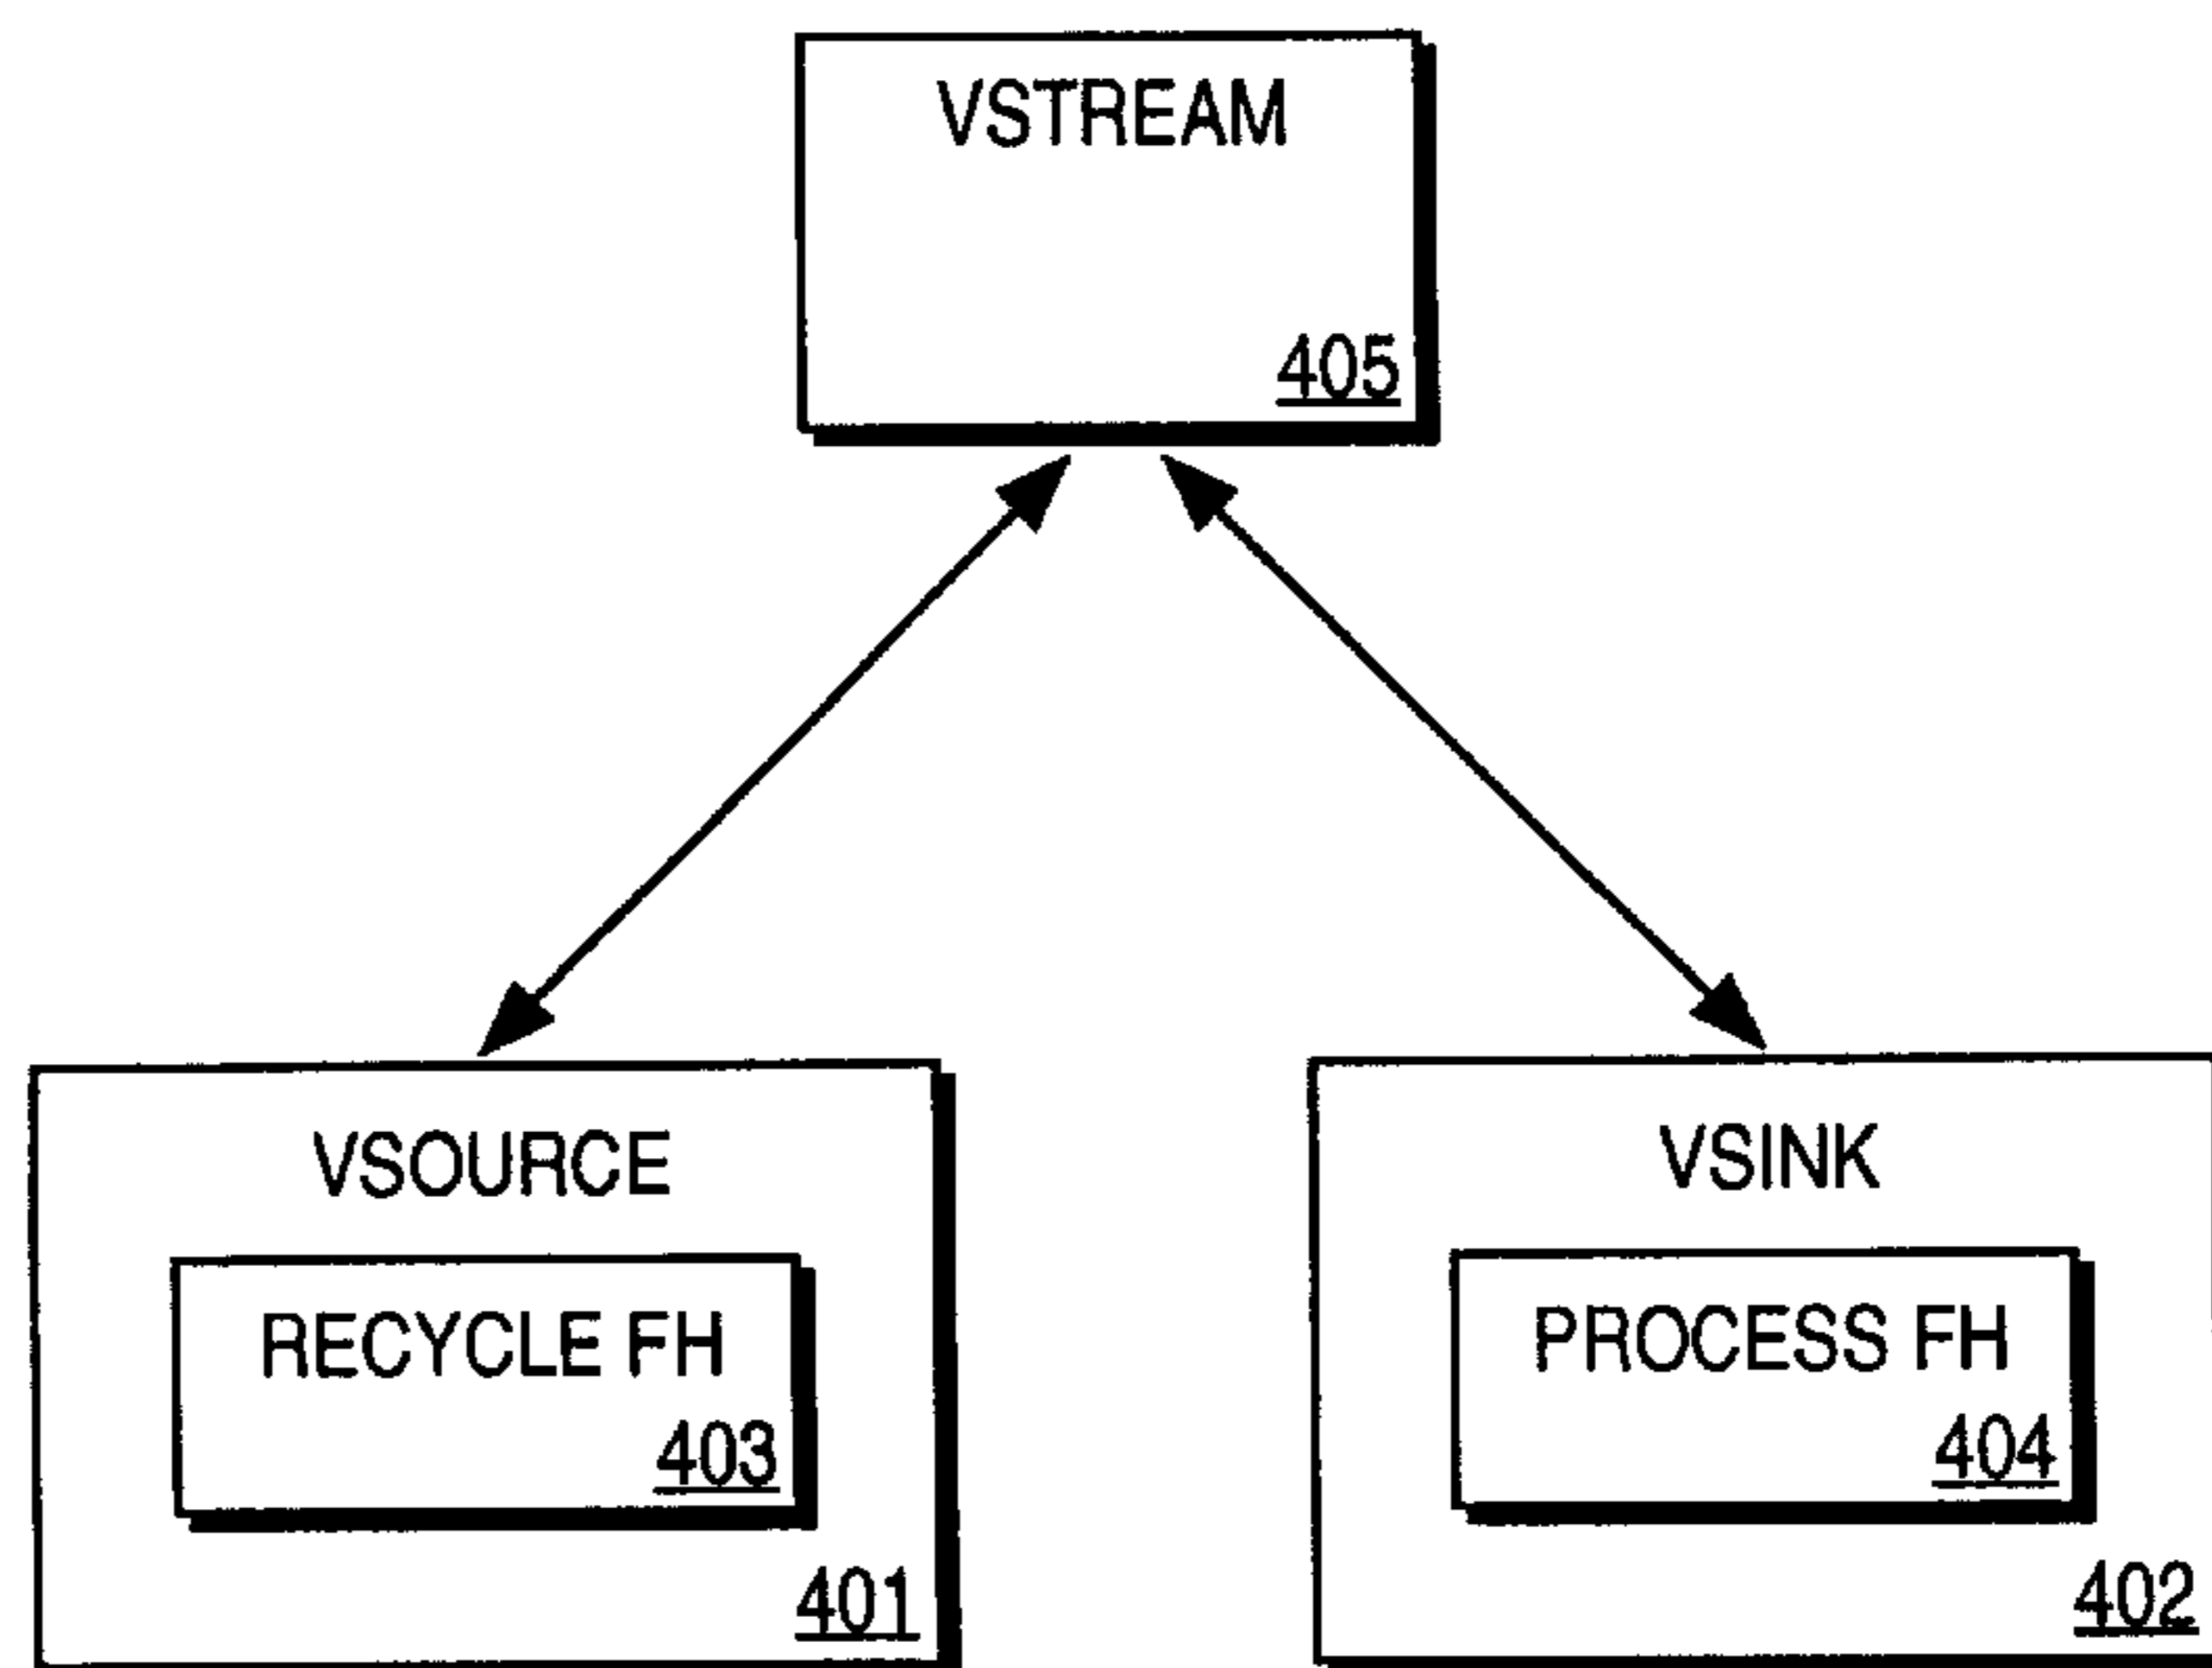 VSTREAM
405
VSOURCE
RECYCLE FH
403
401
VSINK
PROCESS FH
404
402